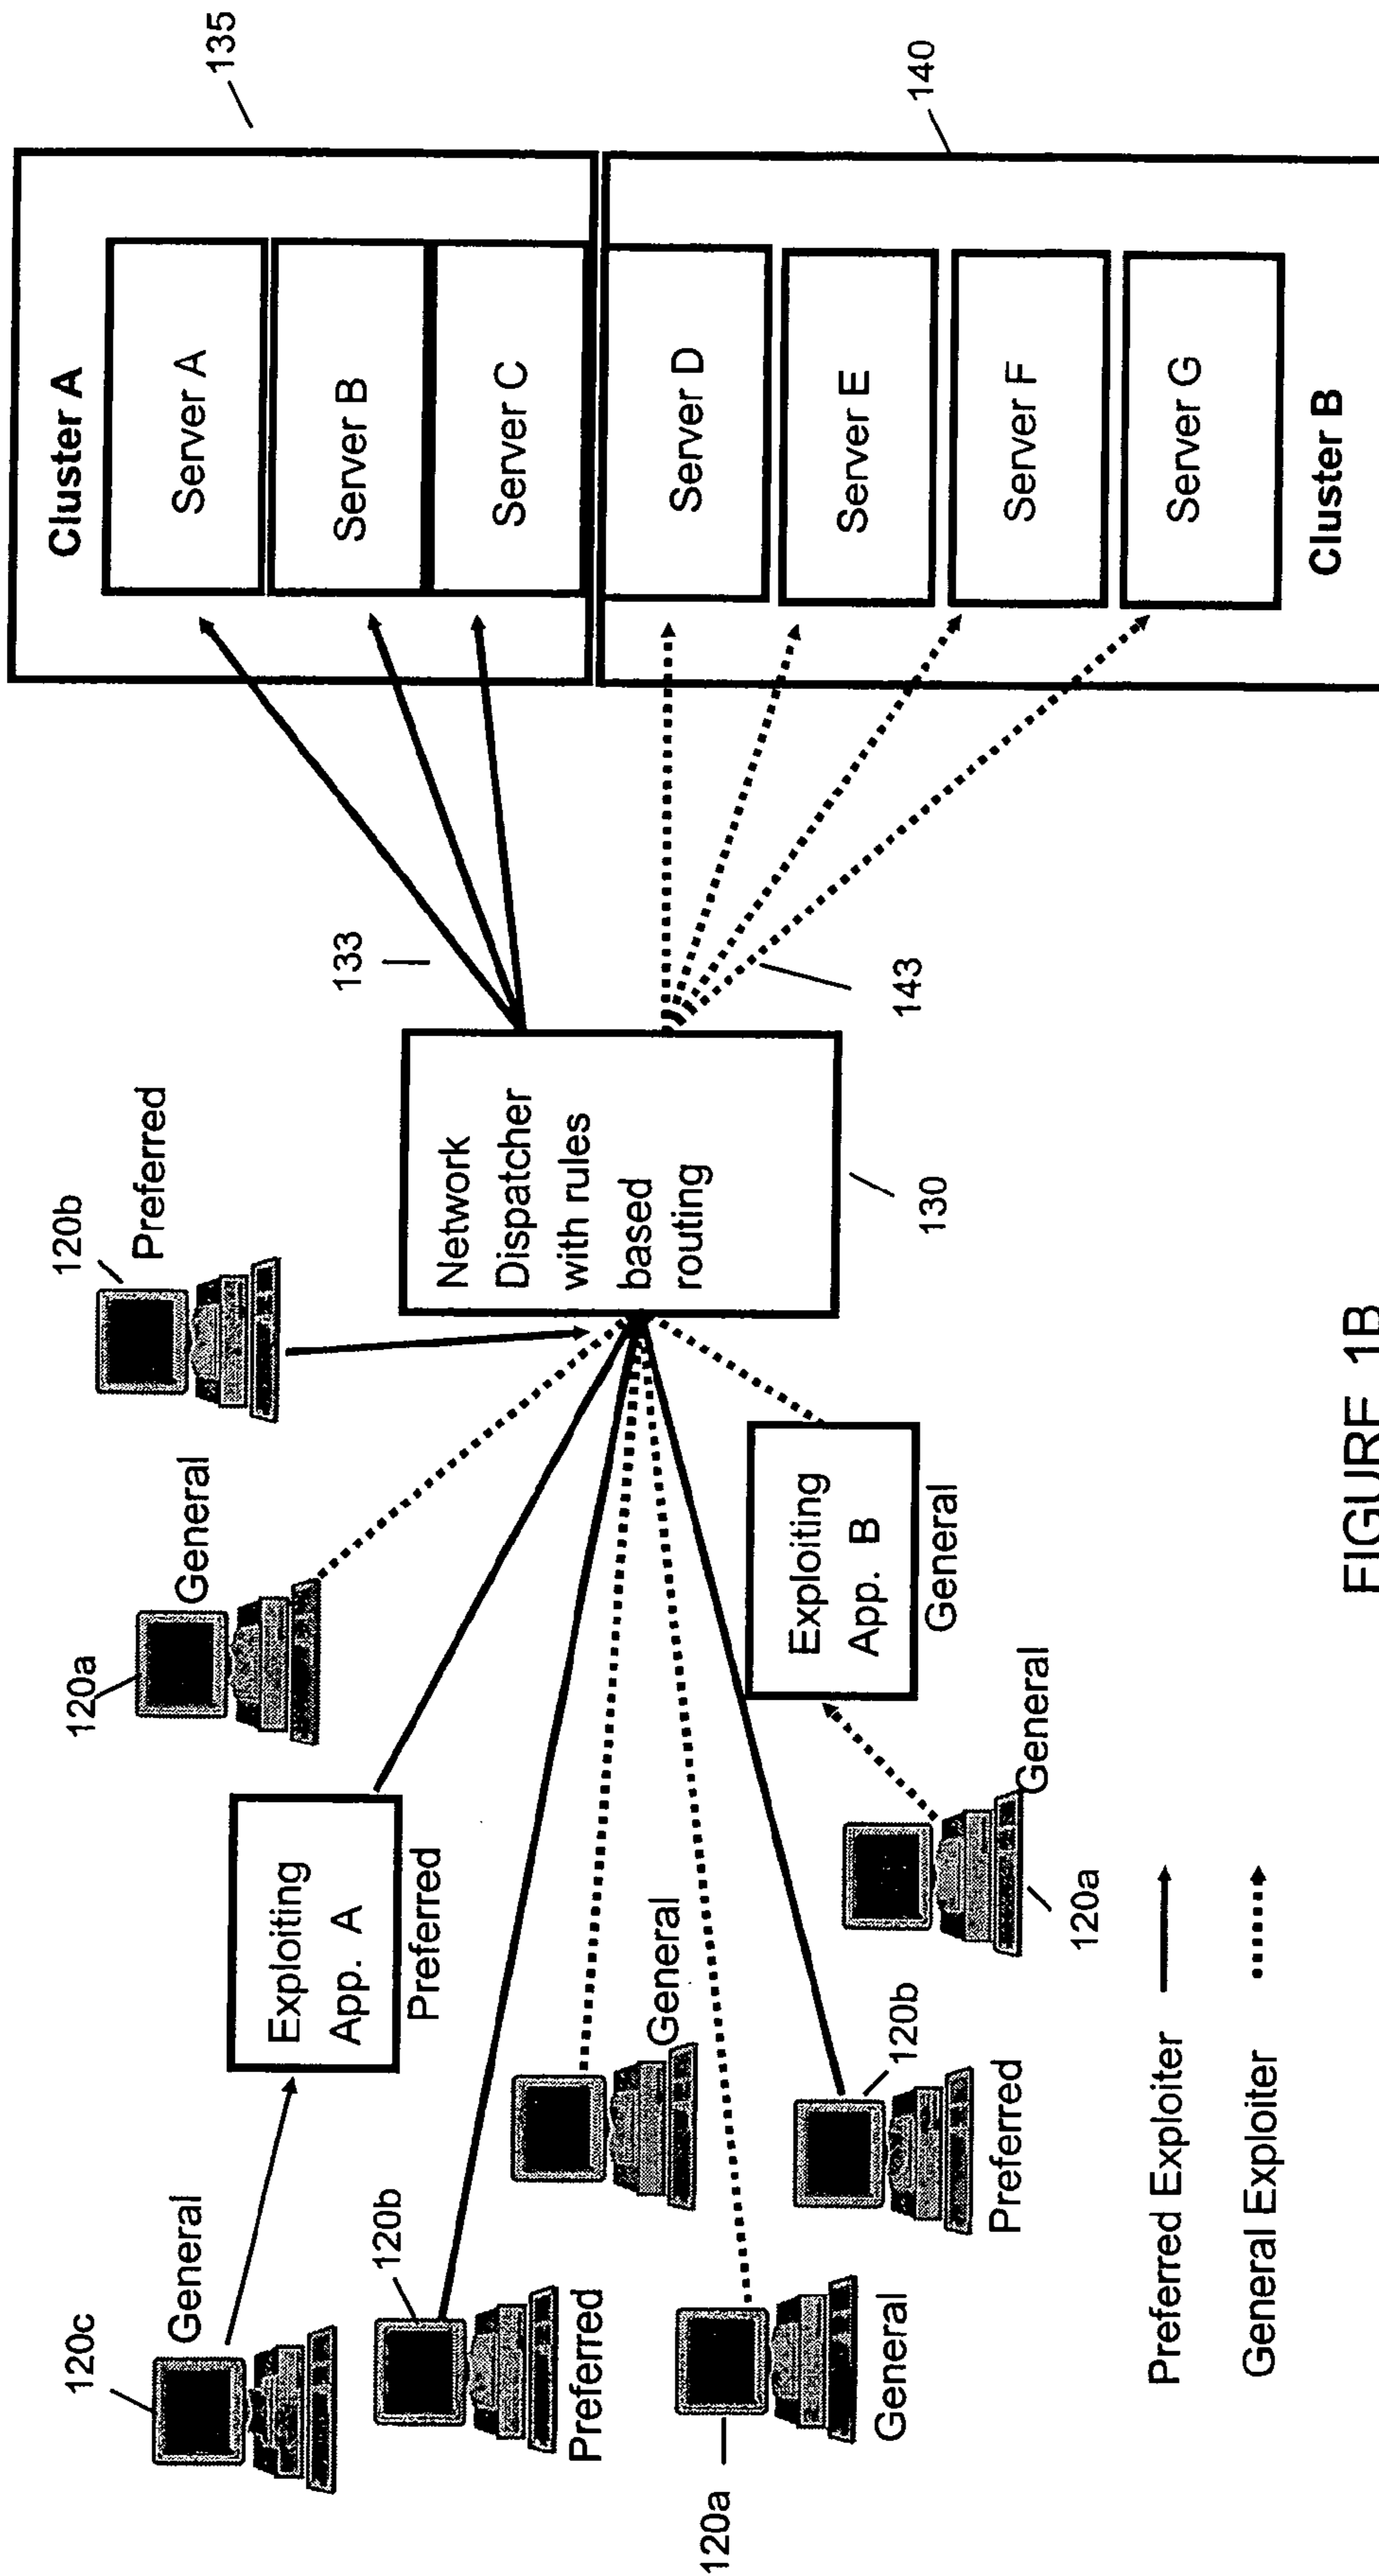 120c
General
Exploiting
App. A
Preferred
120b
Preferred
120a
General
120b
Preferred
General
120a
General
120b
Preferred
120a
General
Exploiting
App. B
General
Network
Dispatcher
with rules
based
routing
130
133
143
Cluster A
Server A
Server B
Server C
135
Server D
Server E
Server F
Server G
Cluster B
140
Preferred Exploiter
General Exploiter
FIGURE 1B